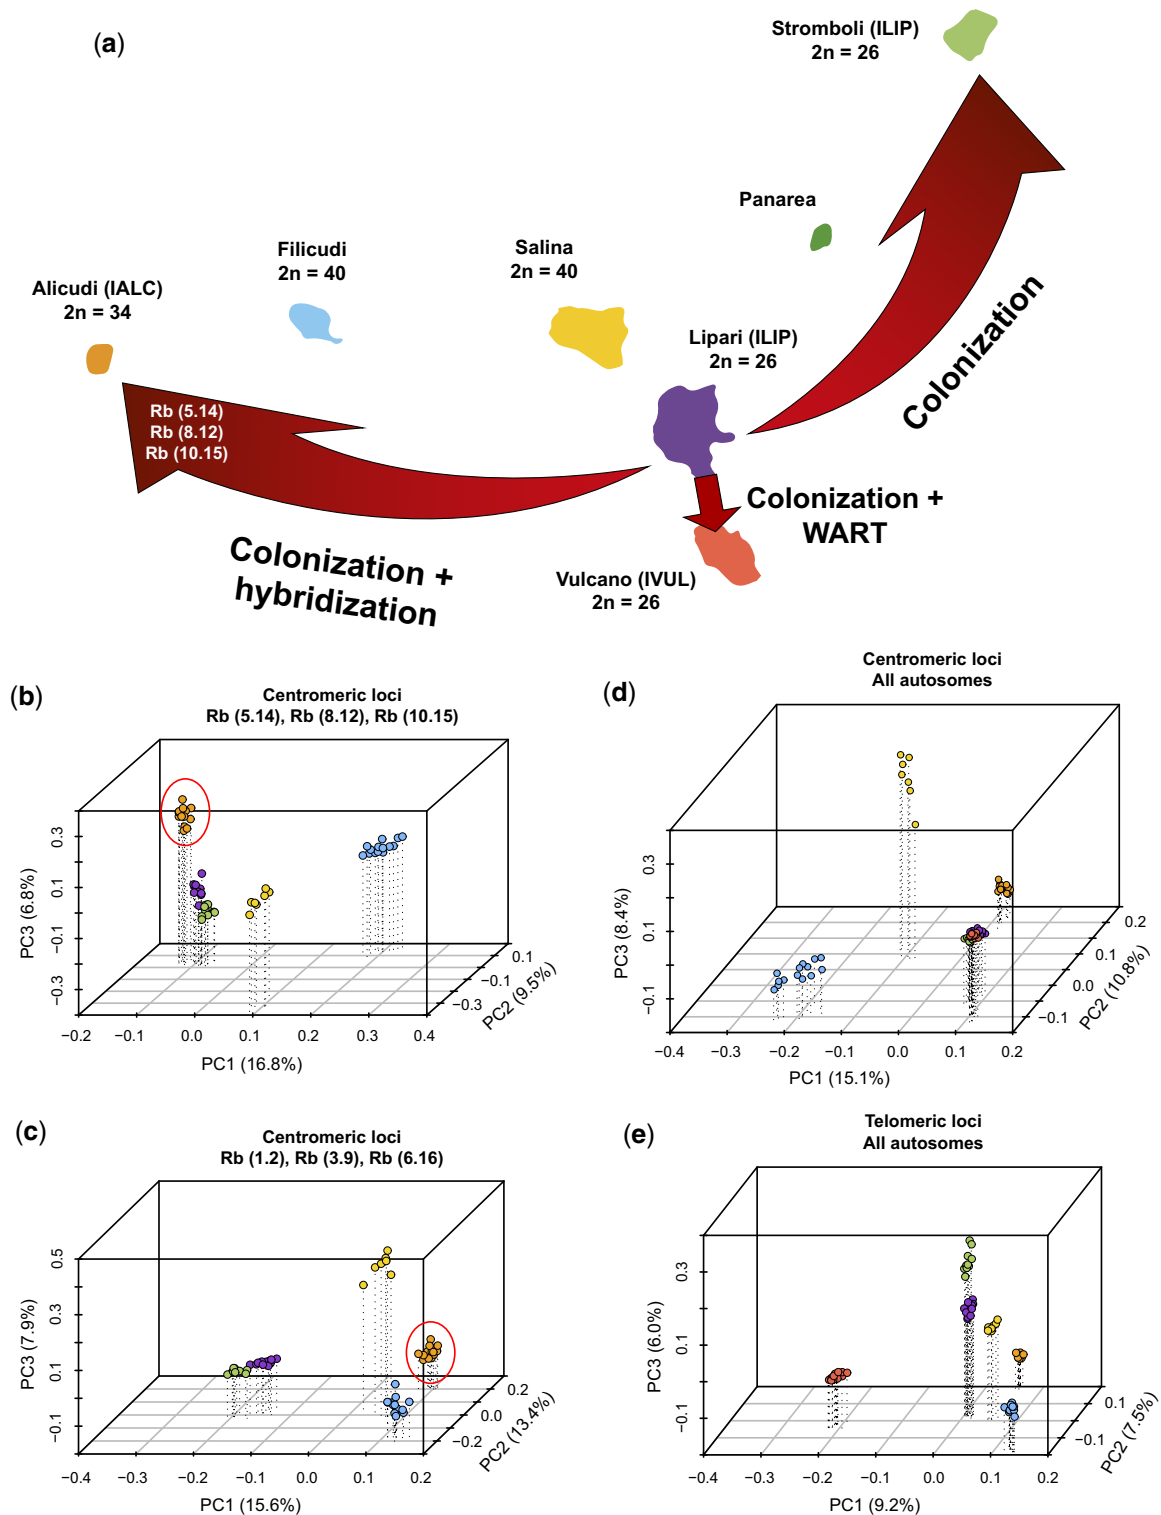 (a)
Stromboli (ILIP)
2n = 26
Panarea
Filicudi
2n = 40
Salina
2n = 40
Alicudi (IALC)
2n = 34
Lipari (ILIP)
2n = 26
Rb (5.14)
Rb (8.12)
Rb (10.15)
Colonization
Colonization +
WART
Colonization +
hybridization
Vulcano (IVUL)
2n = 26
(b)
Centromeric loci
Rb (5.14), Rb (8.12), Rb (10.15)
PC3 (6.8%)
0.3
0.1
−0.1
−0.3
0.1
−0.1
−0.3
PC2 (9.5%)
−0.2 −0.1 0.0 0.1 0.2 0.3 0.4
PC1 (16.8%)
(d)
Centromeric loci
All autosomes
PC3 (8.4%)
0.3
0.1
−0.1
0.2
0.1
0.0
−0.1
PC2 (10.8%)
−0.4 −0.3 −0.2 −0.1 0.0 0.1 0.2
PC1 (15.1%)
(c)
Centromeric loci
Rb (1.2), Rb (3.9), Rb (6.16)
PC3 (7.9%)
0.5
0.3
0.1
−0.1
0.2
0.0
−0.2
PC2 (13.4%)
−0.4 −0.3 −0.2 −0.1 0.0 0.1 0.2
PC1 (15.6%)
(e)
Telomeric loci
All autosomes
PC3 (6.0%)
0.3
0.1
−0.1
0.1
−0.1
PC2 (7.5%)
−0.4 −0.3 −0.2 −0.1 0.0 0.1 0.2
PC1 (9.2%)